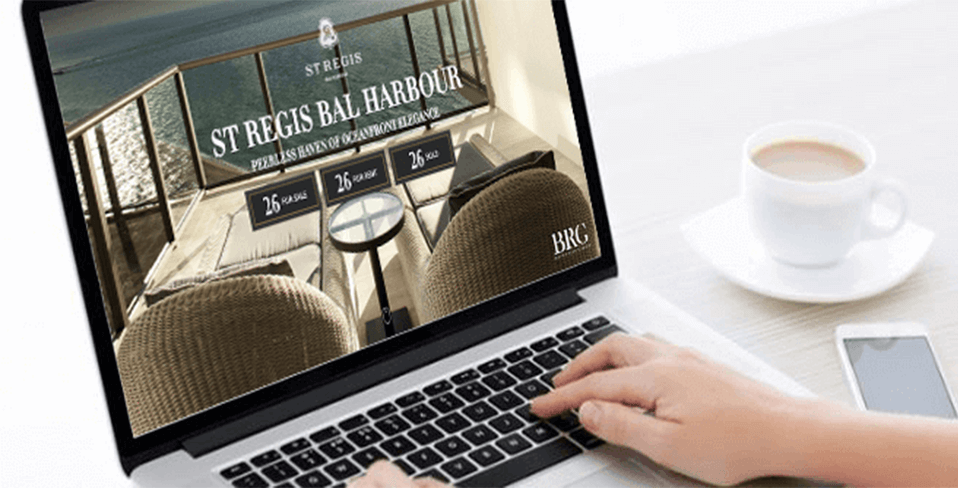 ST REGIS
ST REGIS BAL HARBOUR
PEERLESS HAVEN OF OCEANFRONT ELEGANCE
26 FOR SALE
26 FOR RENT
26 SOLD
BRG